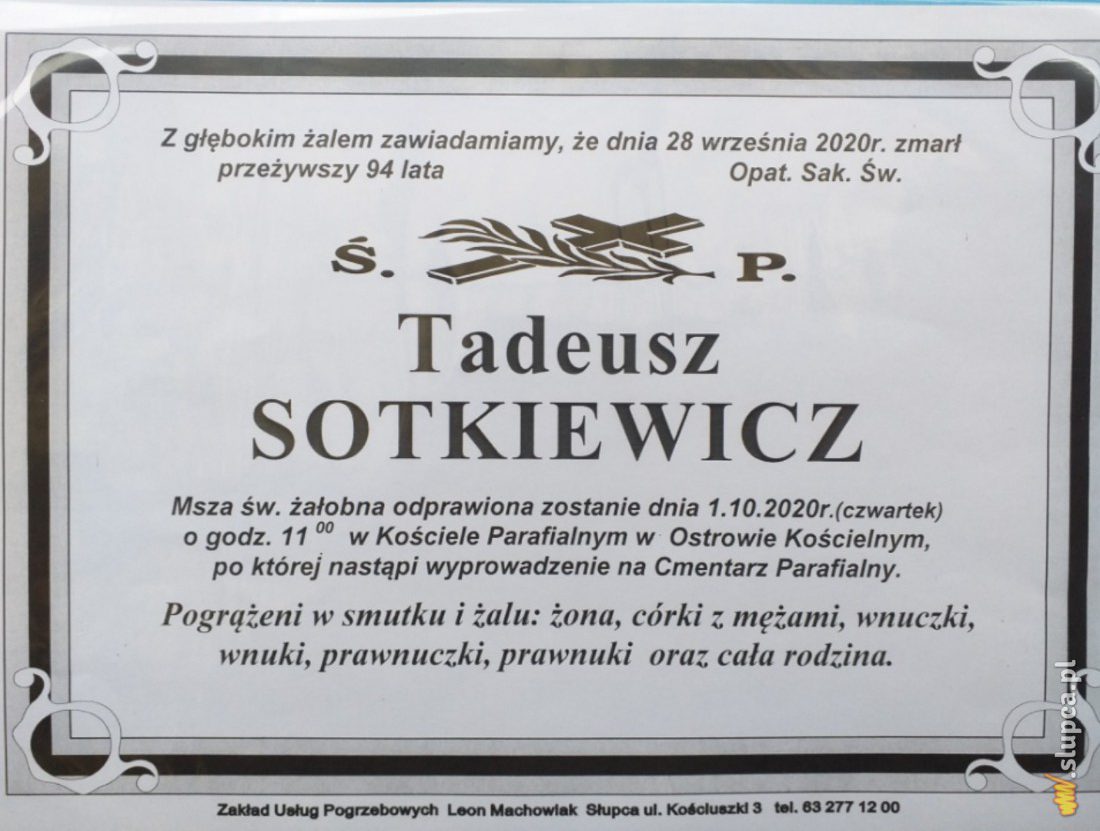 Z głębokim żalem zawiadamiamy, że dnia 28 września 2020r. zmarł
przeżywszy 94 lata Opat. Sak. Św.
Ś. P.
Tadeusz
SOTKIEWICZ
Msza św. żałobna odprawiona zostanie dnia 1.10.2020r.(czwartek)
o godz. 11 00 w Kościele Parafialnym w Ostrowie Kościelnym,
po której nastąpi wyprowadzenie na Cmentarz Parafialny.
Pogrążeni w smutku i żalu: żona, córki z mężami, wnuczki,
wnuki, prawnuczki, prawnuki oraz cała rodzina.
Zakład Usług Pogrzebowych Leon Machowiak Słupca ul. Kościuszki 3 tel. 63 277 12 00
.slupca.pl